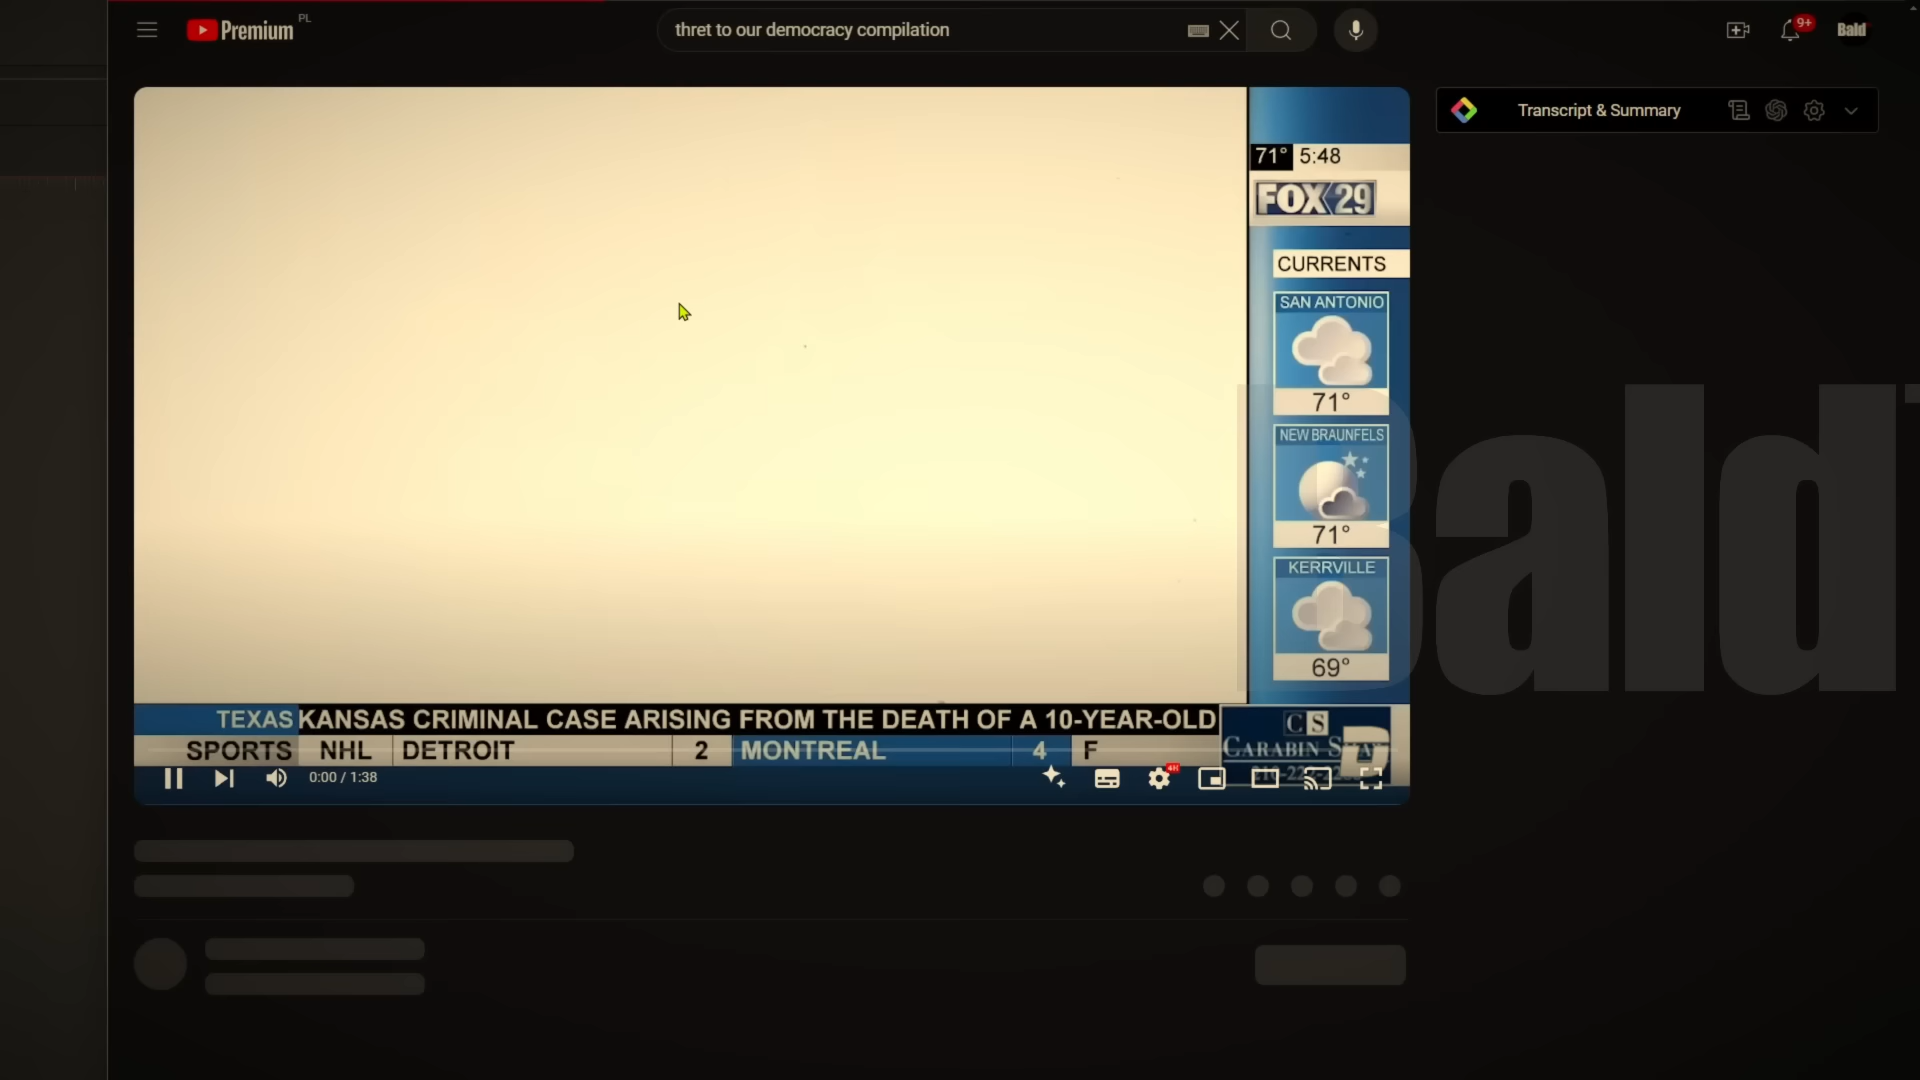 Premium PL
thret to our democracy compilation
9+
Bald
Transcript & Summary
71° 5:48
FOX 29
CURRENTS
SAN ANTONIO
71°
NEW BRAUNFELS
71°
KERRVILLE
69°
Bald
TEXAS KANSAS CRIMINAL CASE ARISING FROM THE DEATH OF A 10-YEAR-OLD
SPORTS NHL DETROIT 2 MONTREAL 4 F
CS
CARABIN
0:00 / 1:38